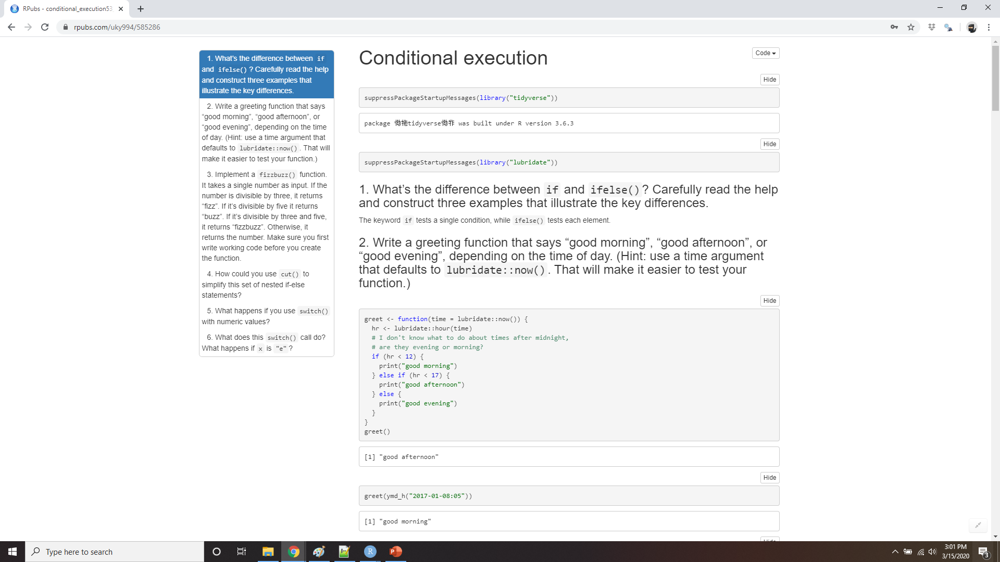 RPubs - conditional_execution53
rpubs.com/uky994/585286
1. What's the difference between if
and ifelse() ? Carefully read the help
and construct three examples that
illustrate the key differences.
2. Write a greeting function that says
“good morning”, “good afternoon”, or
“good evening”, depending on the time
of day. (Hint: use a time argument that
defaults to lubridate::now() . That will
make it easier to test your function.)
3. Implement a fizzbuzz() function.
It takes a single number as input. If the
number is divisible by three, it returns
“fizz”. If it’s divisible by five it returns
“buzz”. If it’s divisible by three and five,
it returns “fizzbuzz”. Otherwise, it
returns the number. Make sure you first
write working code before you create
the function.
4. How could you use cut() to
simplify this set of nested if-else
statements?
5. What happens if you use switch()
with numeric values?
6. What does this switch() call do?
What happens if x is "e" ?
Conditional execution
Code
Hide
suppressPackageStartupMessages(library("tidyverse"))
package tidyverse was built under R version 3.6.3
Hide
suppressPackageStartupMessages(library("lubridate"))
1. What’s the difference between if and ifelse() ? Carefully read the help
and construct three examples that illustrate the key differences.
The keyword if tests a single condition, while ifelse() tests each element.
2. Write a greeting function that says “good morning”, “good afternoon”, or
“good evening”, depending on the time of day. (Hint: use a time argument
that defaults to lubridate::now() . That will make it easier to test your
function.)
Hide
greet <- function(time = lubridate::now()) {
hr <- lubridate::hour(time)
# I don't know what to do about times after midnight,
# are they evening or morning?
if (hr < 12) {
print("good morning")
} else if (hr < 17) {
print("good afternoon")
} else {
print("good evening")
}
}
greet()
[1] "good afternoon"
Hide
greet(ymd_h("2017-01-08:05"))
[1] "good morning"
Hide
Type here to search
3:01 PM
3/15/2020
3